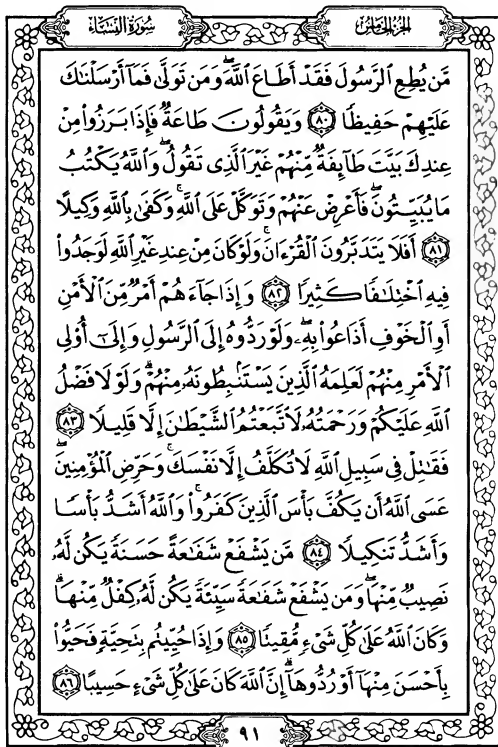 سُورَةُ النِّسَاءِ
الجُزْءُ الخَامِسُ
مَّن يُطِعِ ٱلرَّسُولَ فَقَدْ أَطَاعَ ٱللَّهَ ۖ وَمَن تَوَلَّىٰ فَمَآ أَرْسَلْنَٰكَ
عَلَيْهِمْ حَفِيظًا ٨٠ وَيَقُولُونَ طَاعَةٌ فَإِذَا بَرَزُوا۟ مِنْ
عِندِكَ بَيَّتَ طَآئِفَةٌ مِّنْهُمْ غَيْرَ ٱلَّذِى تَقُولُ ۖ وَٱللَّهُ يَكْتُبُ
مَا يُبَيِّتُونَ ۖ فَأَعْرِضْ عَنْهُمْ وَتَوَكَّلْ عَلَى ٱللَّهِ ۚ وَكَفَىٰ بِٱللَّهِ وَكِيلًا
٨١ أَفَلَا يَتَدَبَّرُونَ ٱلْقُرْءَانَ ۚ وَلَوْ كَانَ مِنْ عِندِ غَيْرِ ٱللَّهِ لَوَجَدُوا۟
فِيهِ ٱخْتِلَٰفًا كَثِيرًا ٨٢ وَإِذَا جَآءَهُمْ أَمْرٌ مِّنَ ٱلْأَمْنِ
أَوِ ٱلْخَوْفِ أَذَاعُوا۟ بِهِۦ ۖ وَلَوْ رَدُّوهُ إِلَى ٱلرَّسُولِ وَإِلَىٰٓ أُو۟لِى
ٱلْأَمْرِ مِنْهُمْ لَعَلِمَهُ ٱلَّذِينَ يَسْتَنۢبِطُونَهُۥ مِنْهُمْ ۗ وَلَوْلَا فَضْلُ
ٱللَّهِ عَلَيْكُمْ وَرَحْمَتُهُۥ لَٱتَّبَعْتُمُ ٱلشَّيْطَٰنَ إِلَّا قَلِيلًا ٨٣
فَقَٰتِلْ فِى سَبِيلِ ٱللَّهِ لَا تُكَلَّفُ إِلَّا نَفْسَكَ ۚ وَحَرِّضِ ٱلْمُؤْمِنِينَ ۖ
عَسَى ٱللَّهُ أَن يَكُفَّ بَأْسَ ٱلَّذِينَ كَفَرُوا۟ ۚ وَٱللَّهُ أَشَدُّ بَأْسًا
وَأَشَدُّ تَنكِيلًا ٨٤ مَّن يَشْفَعْ شَفَٰعَةً حَسَنَةً يَكُن لَّهُۥ
نَصِيبٌ مِّنْهَا ۖ وَمَن يَشْفَعْ شَفَٰعَةً سَيِّئَةً يَكُن لَّهُۥ كِفْلٌ مِّنْهَا ۗ
وَكَانَ ٱللَّهُ عَلَىٰ كُلِّ شَىْءٍ مُّقِيتًا ٨٥ وَإِذَا حُيِّيتُم بِتَحِيَّةٍ فَحَيُّوا۟
بِأَحْسَنَ مِنْهَآ أَوْ رُدُّوهَآ ۗ إِنَّ ٱللَّهَ كَانَ عَلَىٰ كُلِّ شَىْءٍ حَسِيبًا ٨٦
٩١